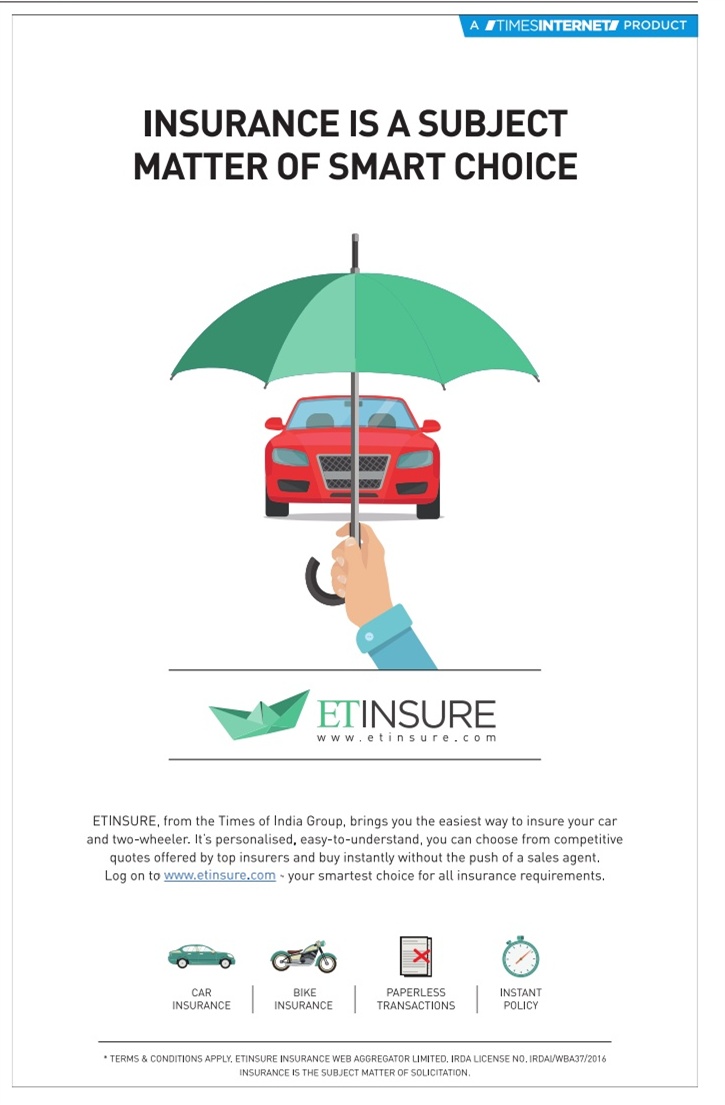 A TIMESINTERNET PRODUCT
INSURANCE IS A SUBJECT
MATTER OF SMART CHOICE
ETINSURE
www.etinsure.com
ETINSURE, from the Times of India Group, brings you the easiest way to insure your car
and two-wheeler. It's personalised, easy-to-understand, you can choose from competitive
quotes offered by top insurers and buy instantly without the push of a sales agent.
Log on to www.etinsure.com - your smartest choice for all insurance requirements.
CAR
INSURANCE
BIKE
INSURANCE
PAPERLESS
TRANSACTIONS
INSTANT
POLICY
* TERMS & CONDITIONS APPLY, ETINSURE INSURANCE WEB AGGREGATOR LIMITED, IRDA LICENSE NO, IRDAI/WBA37/2016
INSURANCE IS THE SUBJECT MATTER OF SOLICITATION.